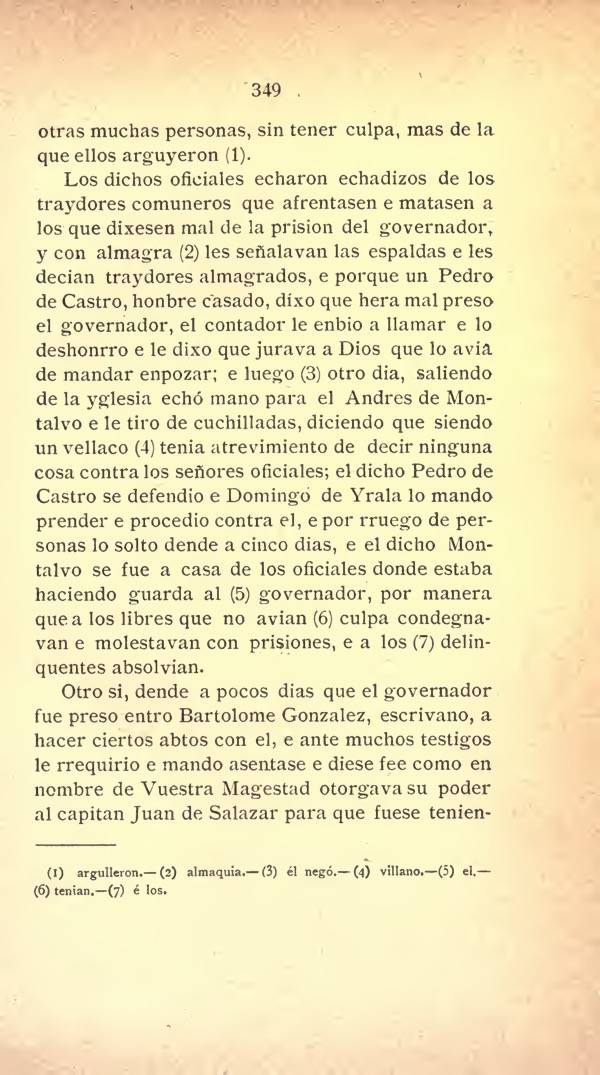 349
otras muchas personas, sin tener culpa, mas de la
que ellos arguyeron (1).
Los dichos oficiales echaron echadizos de los
traydores comuneros que afrentasen e matasen a
los que dixesen mal de la prision del governador,
y con almagra (2) les señalavan las espaldas e les
decian traydores almagrados, e porque un Pedro
de Castro, honbre casado, dixo que hera mal preso
el governador, el contador le enbio a llamar e lo
deshonrro e le dixo que jurava a Dios que lo avia
de mandar enpozar; e luego (3) otro dia, saliendo
de la yglesia echó mano para el Andres de Mon-
talvo e le tiro de cuchilladas, diciendo que siendo
un vellaco (4) tenia atrevimiento de decir ninguna
cosa contra los señores oficiales; el dicho Pedro de
Castro se defendio e Domingo de Yrala lo mando
prender e procedio contra el, e por rruego de per-
sonas lo solto dende a cinco dias, e el dicho Mon-
talvo se fue a casa de los oficiales donde estaba
haciendo guarda al (5) governador, por manera
que a los libres que no avian (6) culpa condegna-
van e molestavan con prisiones, e a los (7) delin-
quentes absolvian.
Otro si, dende a pocos dias que el governador
fue preso entro Bartolome Gonzalez, escrivano, a
hacer ciertos abtos con el, e ante muchos testigos
le rrequirio e mando asentase e diese fee como en
nombre de Vuestra Magestad otorgava su poder
al capitan Juan de Salazar para que fuese tenien-
(1) argulleron.—(2) almaquia.—(3) él negó.—(4) villano.—(5) el.—
(6) tenian.—(7) é los.